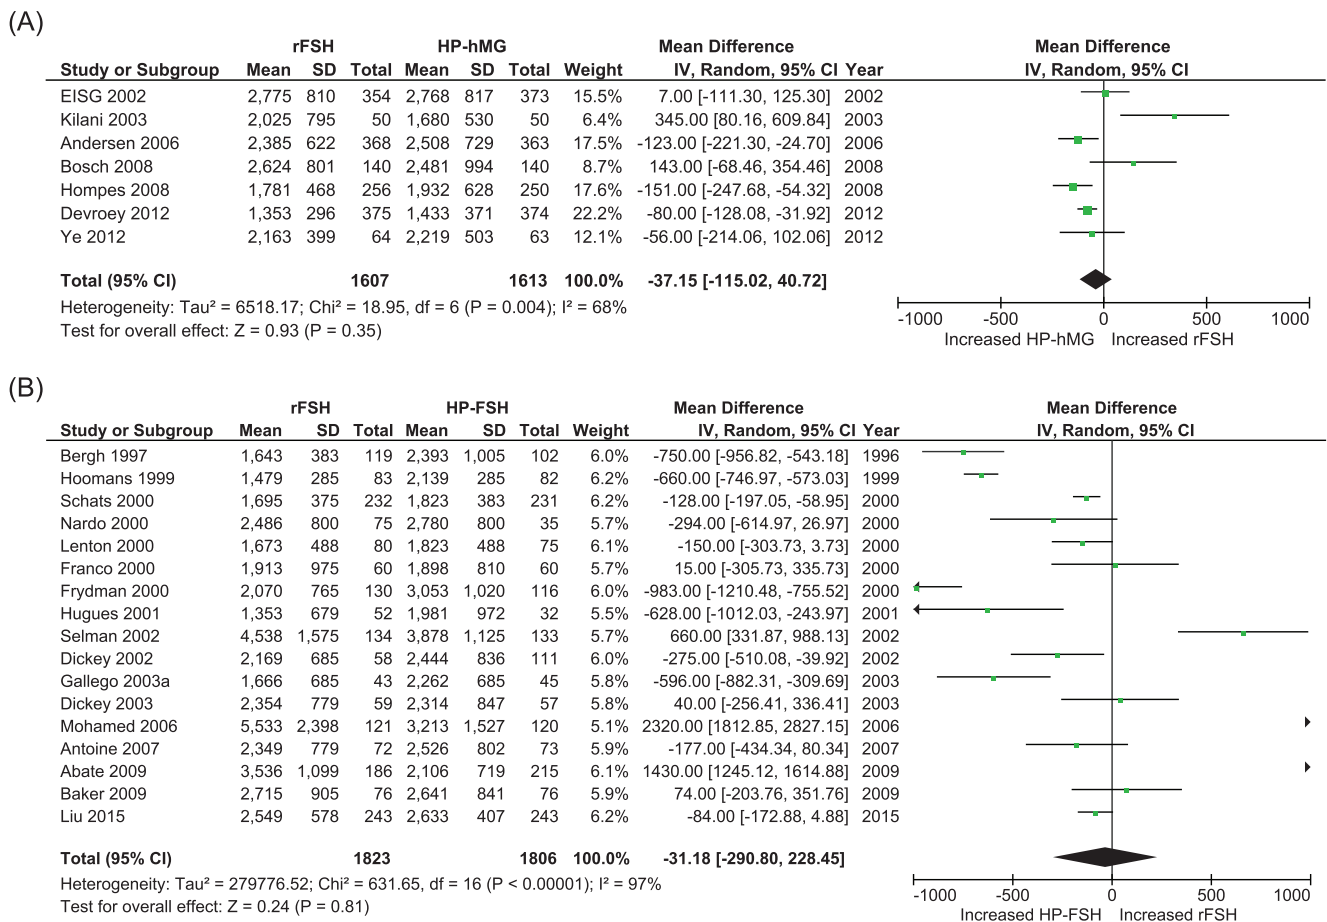 (A)
rFSH HP-hMG Mean Difference Mean Difference
Study or Subgroup Mean SD Total Mean SD Total Weight IV, Random, 95% CI Year IV, Random, 95% CI
EISG 2002 2,775 810 354 2,768 817 373 15.5% 7.00 [-111.30, 125.30] 2002
Kilani 2003 2,025 795 50 1,680 530 50 6.4% 345.00 [80.16, 609.84] 2003
Andersen 2006 2,385 622 368 2,508 729 363 17.5% -123.00 [-221.30, -24.70] 2006
Bosch 2008 2,624 801 140 2,481 994 140 8.7% 143.00 [-68.46, 354.46] 2008
Hompes 2008 1,781 468 256 1,932 628 250 17.6% -151.00 [-247.68, -54.32] 2008
Devroey 2012 1,353 296 375 1,433 371 374 22.2% -80.00 [-128.08, -31.92] 2012
Ye 2012 2,163 399 64 2,219 503 63 12.1% -56.00 [-214.06, 102.06] 2012
Total (95% CI) 1607 1613 100.0% -37.15 [-115.02, 40.72]
Heterogeneity: Tau² = 6518.17; Chi² = 18.95, df = 6 (P = 0.004); I² = 68%
Test for overall effect: Z = 0.93 (P = 0.35)
-1000 -500 0 500 1000
Increased HP-hMG Increased rFSH
(B)
rFSH HP-FSH Mean Difference Mean Difference
Study or Subgroup Mean SD Total Mean SD Total Weight IV, Random, 95% CI Year IV, Random, 95% CI
Bergh 1997 1,643 383 119 2,393 1,005 102 6.0% -750.00 [-956.82, -543.18] 1996
Hoomans 1999 1,479 285 83 2,139 285 82 6.2% -660.00 [-746.97, -573.03] 1999
Schats 2000 1,695 375 232 1,823 383 231 6.2% -128.00 [-197.05, -58.95] 2000
Nardo 2000 2,486 800 75 2,780 800 35 5.7% -294.00 [-614.97, 26.97] 2000
Lenton 2000 1,673 488 80 1,823 488 75 6.1% -150.00 [-303.73, 3.73] 2000
Franco 2000 1,913 975 60 1,898 810 60 5.7% 15.00 [-305.73, 335.73] 2000
Frydman 2000 2,070 765 130 3,053 1,020 116 6.0% -983.00 [-1210.48, -755.52] 2000
Hugues 2001 1,353 679 52 1,981 972 32 5.5% -628.00 [-1012.03, -243.97] 2001
Selman 2002 4,538 1,575 134 3,878 1,125 133 5.7% 660.00 [331.87, 988.13] 2002
Dickey 2002 2,169 685 58 2,444 836 111 6.0% -275.00 [-510.08, -39.92] 2002
Gallego 2003a 1,666 685 43 2,262 685 45 5.8% -596.00 [-882.31, -309.69] 2003
Dickey 2003 2,354 779 59 2,314 847 57 5.8% 40.00 [-256.41, 336.41] 2003
Mohamed 2006 5,533 2,398 121 3,213 1,527 120 5.1% 2320.00 [1812.85, 2827.15] 2006
Antoine 2007 2,349 779 72 2,526 802 73 5.9% -177.00 [-434.34, 80.34] 2007
Abate 2009 3,536 1,099 186 2,106 719 215 6.1% 1430.00 [1245.12, 1614.88] 2009
Baker 2009 2,715 905 76 2,641 841 76 5.9% 74.00 [-203.76, 351.76] 2009
Liu 2015 2,549 578 243 2,633 407 243 6.2% -84.00 [-172.88, 4.88] 2015
Total (95% CI) 1823 1806 100.0% -31.18 [-290.80, 228.45]
Heterogeneity: Tau² = 279776.52; Chi² = 631.65, df = 16 (P < 0.00001); I² = 97%
Test for overall effect: Z = 0.24 (P = 0.81)
-1000 -500 0 500 1000
Increased HP-FSH Increased rFSH